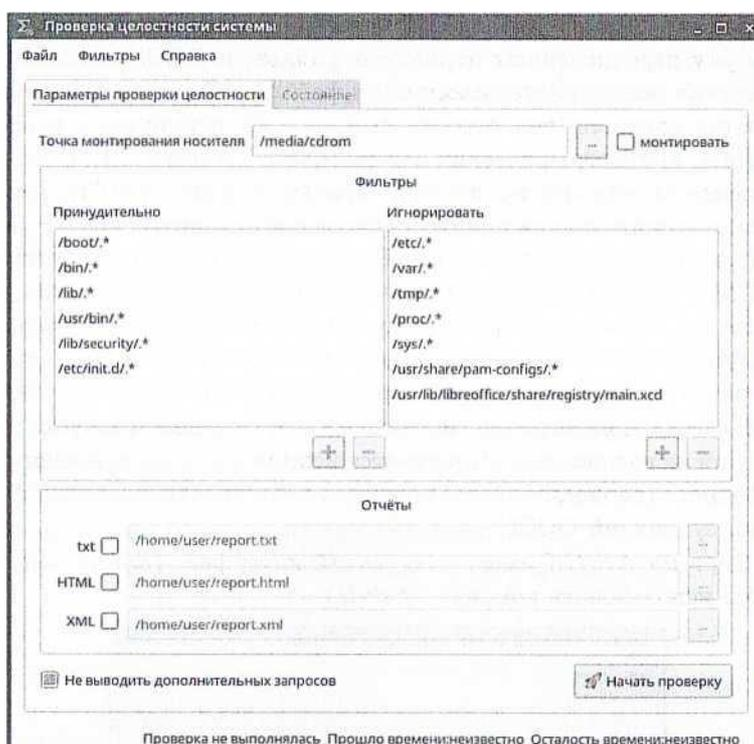 Проверка целостности системы
Файл Фильтры Справка
Параметры проверки целостности Состояние
Точка монтирования носителя /media/cdrom ... монтировать
Фильтры
Принудительно Игнорировать
/boot/.* /etc/.*
/bin/.* /var/.*
/lib/.* /tmp/.*
/usr/bin/.* /proc/.*
/lib/security/.* /sys/.*
/etc/init.d/.* /usr/share/pam-configs/.*
/usr/lib/libreoffice/share/registry/main.xcd
Отчёты
txt /home/user/report.txt ...
HTML /home/user/report.html ...
XML /home/user/report.xml ...
Не выводить дополнительных запросов Начать проверку
Проверка не выполнялась Прошло времени:неизвестно Осталость времени:неизвестно